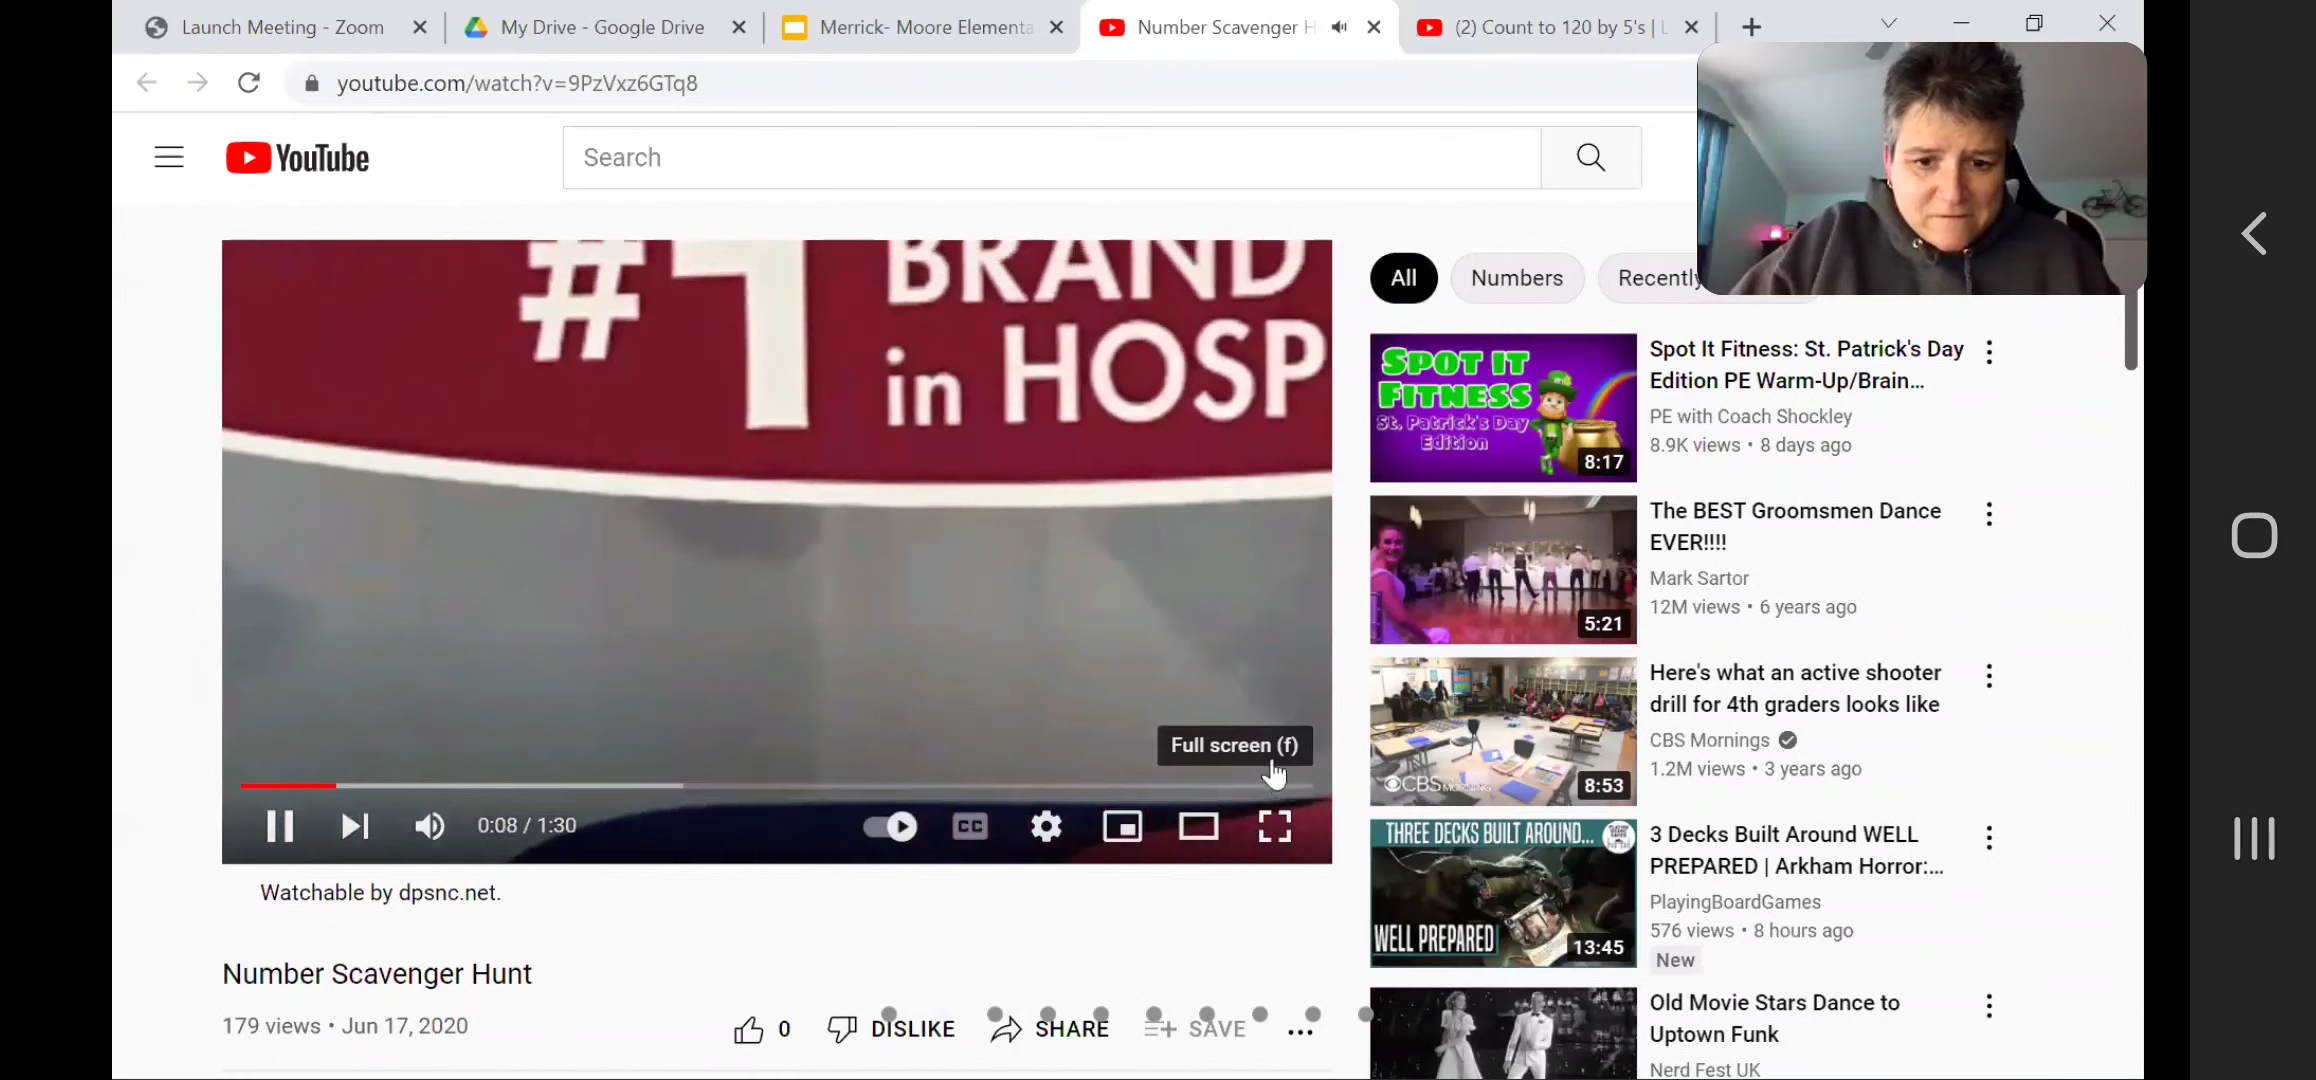 Launch Meeting - Zoom
My Drive - Google Drive
Merrick- Moore Elementa
Number Scavenger H
(2) Count to 120 by 5's | L
youtube.com/watch?v=9PzVxz6GTq8
YouTube
Search
#1 BRAND
in HOSP
Full screen (f)
0:08 / 1:30
CC
Watchable by dpsnc.net.
Number Scavenger Hunt
179 views • Jun 17, 2020
0
DISLIKE
SHARE
SAVE
All
Numbers
Recently
SPOT IT
FITNESS
St. Patrick's Day
Edition
8:17
Spot It Fitness: St. Patrick's Day
Edition PE Warm-Up/Brain...
PE with Coach Shockley
8.9K views • 8 days ago
5:21
The BEST Groomsmen Dance
EVER!!!!
Mark Sartor
12M views • 6 years ago
CBS MORNINGS
8:53
Here's what an active shooter
drill for 4th graders looks like
CBS Mornings
1.2M views • 3 years ago
THREE DECKS BUILT AROUND...
WELL PREPARED
13:45
3 Decks Built Around WELL
PREPARED | Arkham Horror:...
PlayingBoardGames
576 views • 8 hours ago
New
Old Movie Stars Dance to
Uptown Funk
Nerd Fest UK